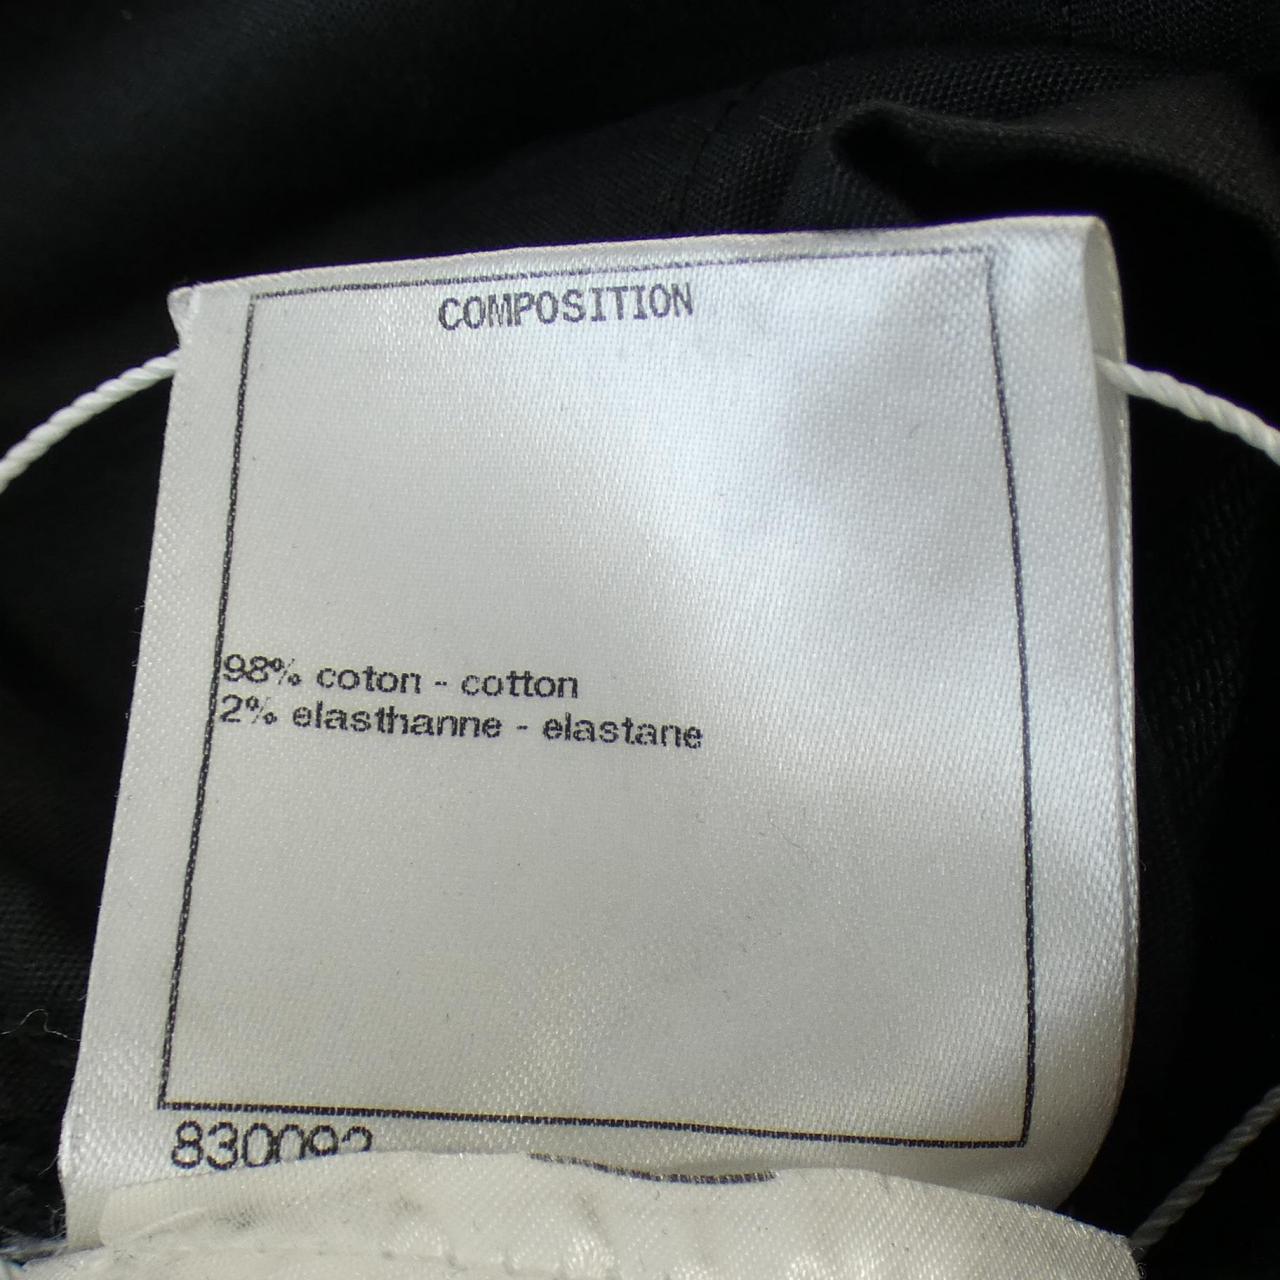 COMPOSITION
98% coton - cotton
2% elasthanne - elastane